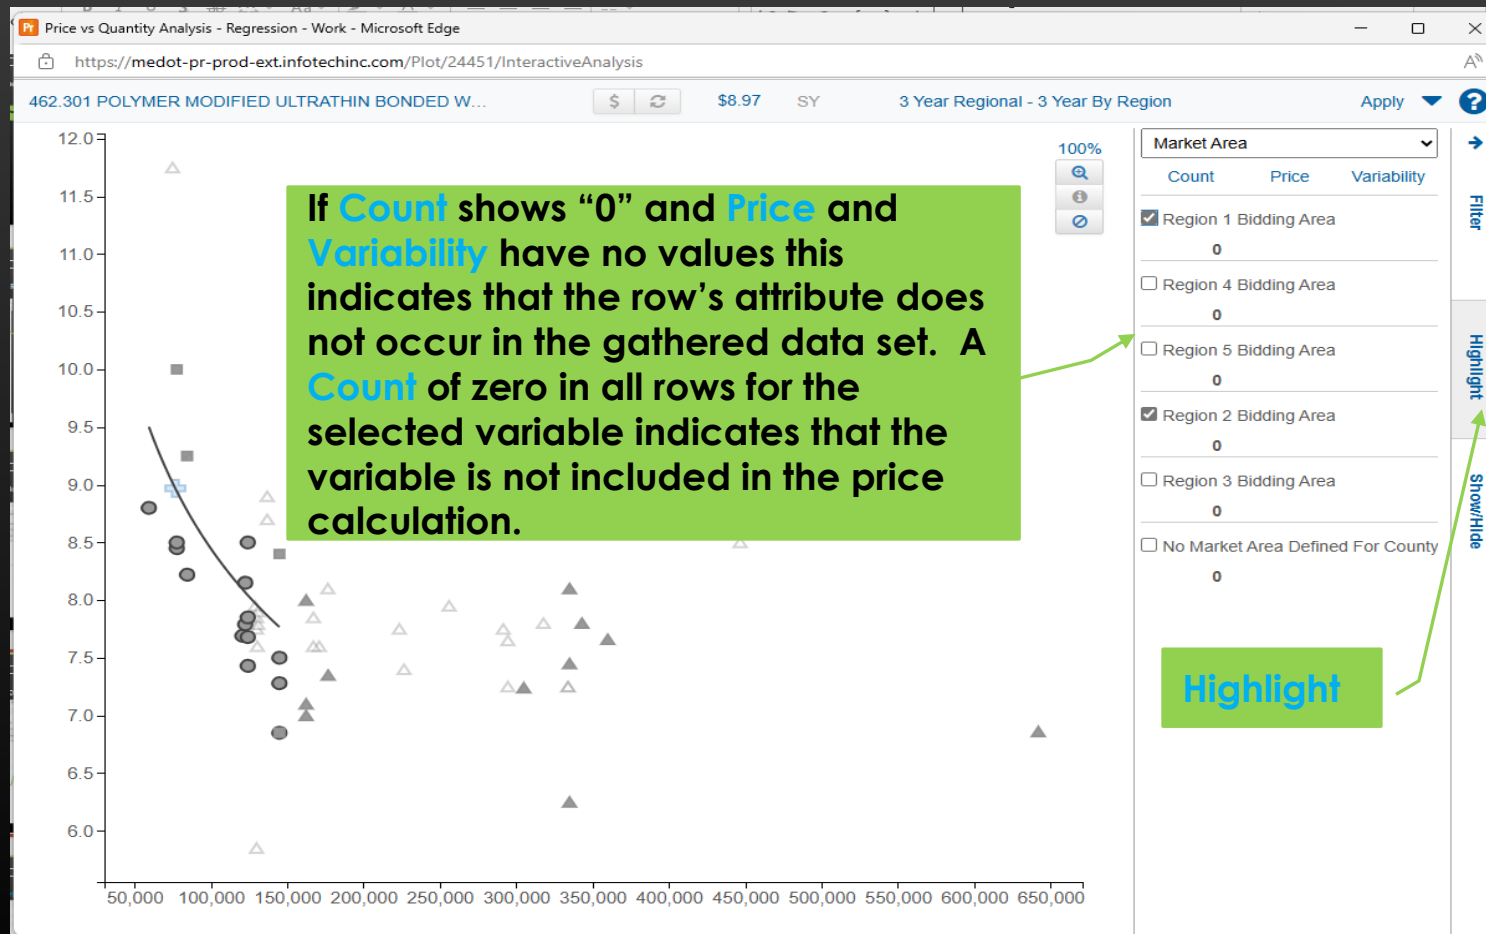 Pr Price vs Quantity Analysis - Regression - Work - Microsoft Edge
https://medot-pr-prod-ext.infotechinc.com/Plot/24451/InteractiveAnalysis
462.301 POLYMER MODIFIED ULTRATHIN BONDED W... $ $8.97 SY 3 Year Regional - 3 Year By Region Apply ?
12.0
11.5
11.0
10.5
10.0
9.5
9.0
8.5
8.0
7.5
7.0
6.5
6.0
50,000 100,000 150,000 200,000 250,000 300,000 350,000 400,000 450,000 500,000 550,000 600,000 650,000
100%
If Count shows “0” and Price and
Variability have no values this
indicates that the row’s attribute does
not occur in the gathered data set. A
Count of zero in all rows for the
selected variable indicates that the
variable is not included in the price
calculation.
Market Area
Count Price Variability
Region 1 Bidding Area
0
Region 4 Bidding Area
0
Region 5 Bidding Area
0
Region 2 Bidding Area
0
Region 3 Bidding Area
0
No Market Area Defined For County
0
Highlight
Filter
Highlight
Show/Hide